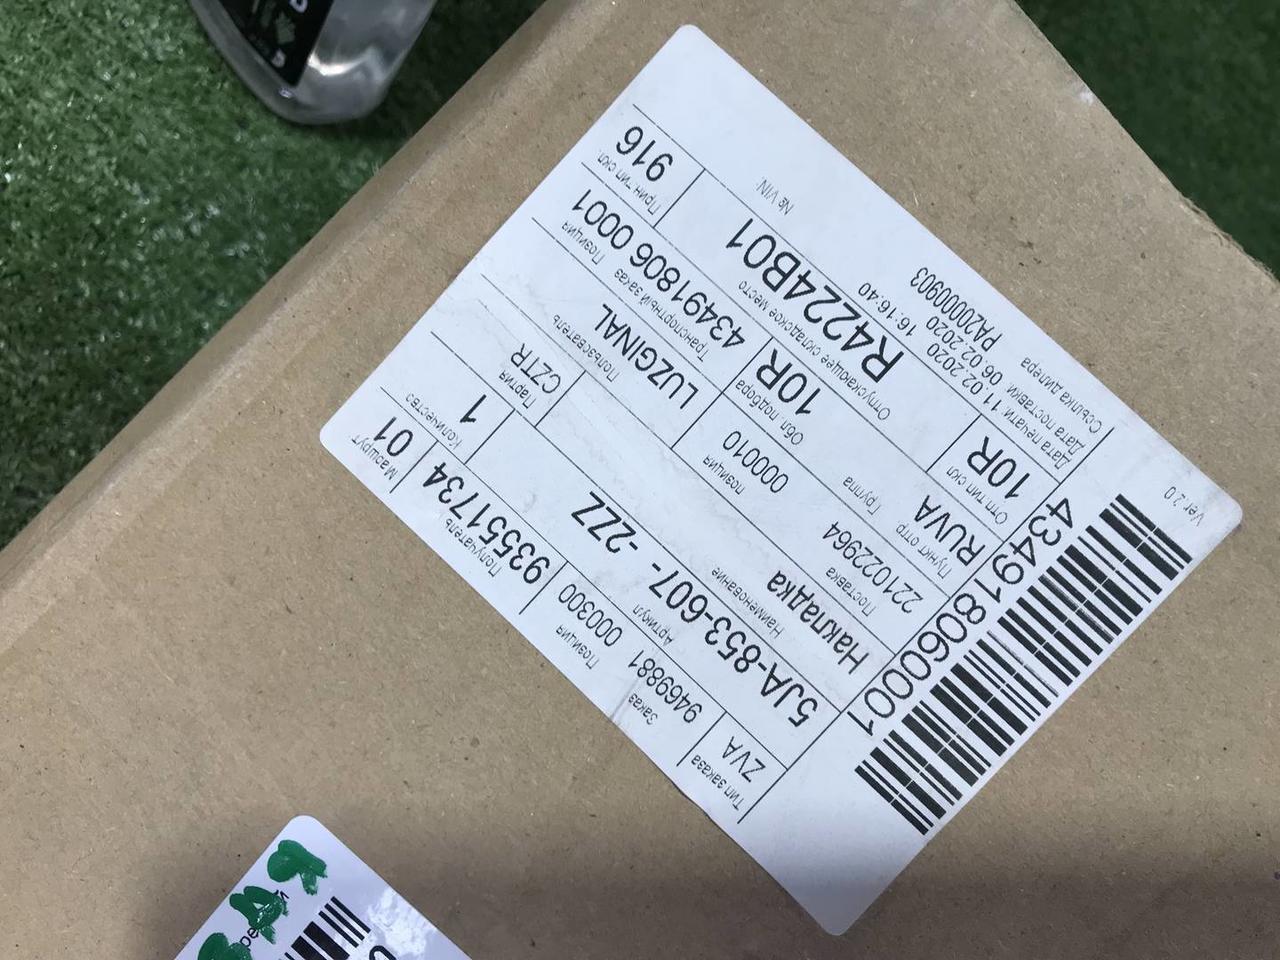 Тип заказа
ZVA
Заказ
9469881
Позиция
000300
Получатель
93551734
Маршрут
01
Артикул
5JA-853-607- -2ZZ
Количество
1
Наименование
Накладка
Партия
CZTR
Поставка
221022964
позиция
000010
Пользователь
LUZGINAL
Пункт отпр
RUVA
Группа
Обл подбора
10R
Транспортный заказ
43491806 0001
Позиция
Отп тип скл
10R
Отпускающее складское место
R4224B01
Прин тип скл.
916
Дата печати: 11.02.2020 16:16:40
Дата поставки: 06.02.2020
Ссылка дилера PA20000903
№ VIN:
434918060001
Ver 2.0